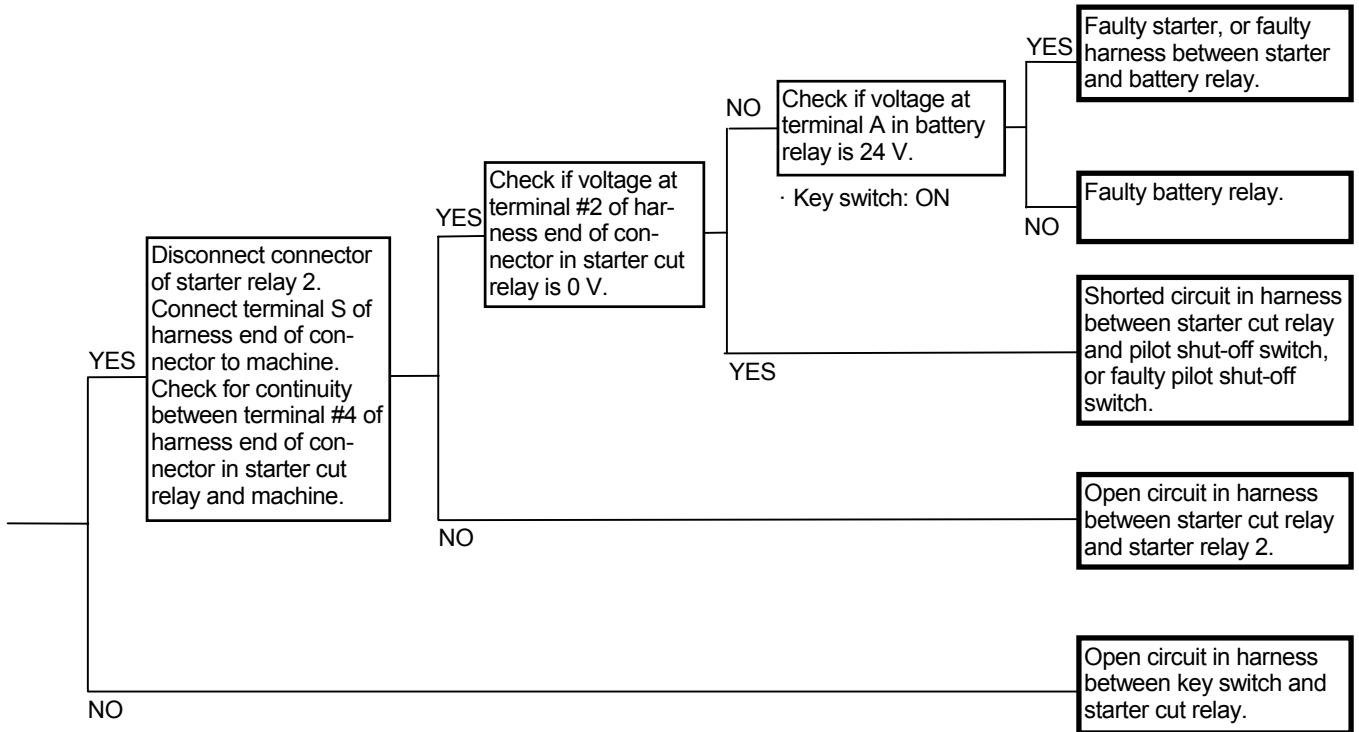 YES
Disconnect connector
of starter relay 2.
Connect terminal S of
harness end of con-
nector to machine.
Check for continuity
between terminal #4 of
harness end of con-
nector in starter cut
relay and machine.
YES
Check if voltage at
terminal #2 of har-
ness end of con-
nector in starter cut
relay is 0 V.
NO
Check if voltage at
terminal A in battery
relay is 24 V.
· Key switch: ON
YES
Faulty starter, or faulty
harness between starter
and battery relay.
NO
Faulty battery relay.
YES
Shorted circuit in harness
between starter cut relay
and pilot shut-off switch,
or faulty pilot shut-off
switch.
NO
Open circuit in harness
between starter cut relay
and starter relay 2.
NO
Open circuit in harness
between key switch and
starter cut relay.